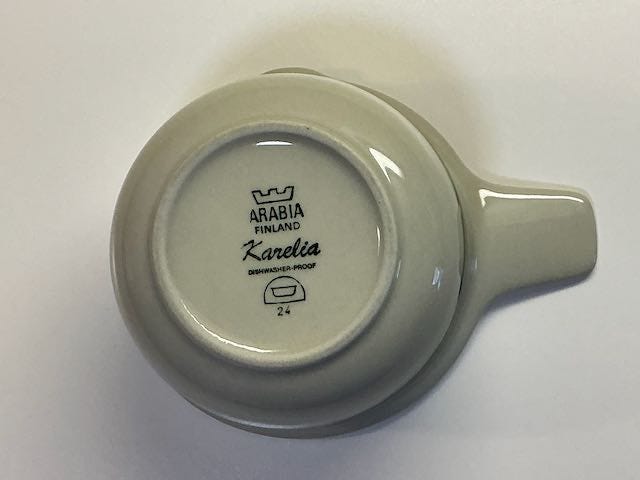 ARABIA
FINLAND
Karelia
DISHWASHER-PROOF
24